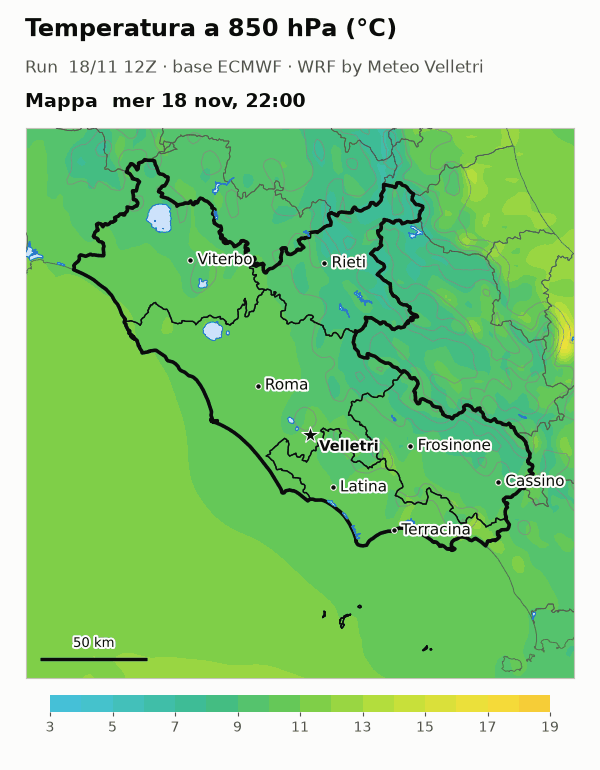 Temperatura a 850 hPa (°C)
Run  18/11 12Z · base ECMWF · WRF by Meteo Velletri
Mappa  mer 18 nov, 22:00
Viterbo
Rieti
Roma
Velletri
Frosinone
Cassino
Latina
Terracina
50 km
3 5 7 9 11 13 15 17 19